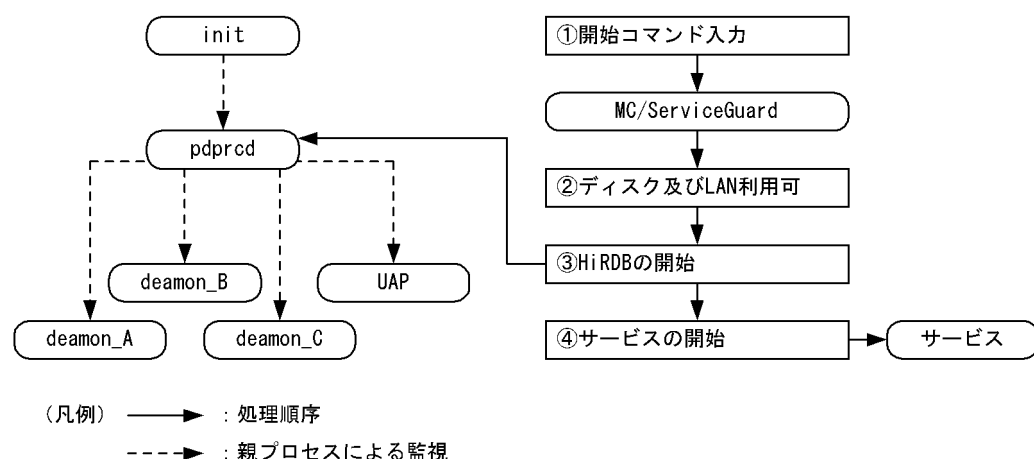 init
pdprcd
deamon_B
UAP
deamon_A
deamon_C
①開始コマンド入力
MC/ServiceGuard
②ディスク及びLAN利用可
③HiRDBの開始
④サービスの開始
サービス
(凡例)
：処理順序
：親プロセスによる監視